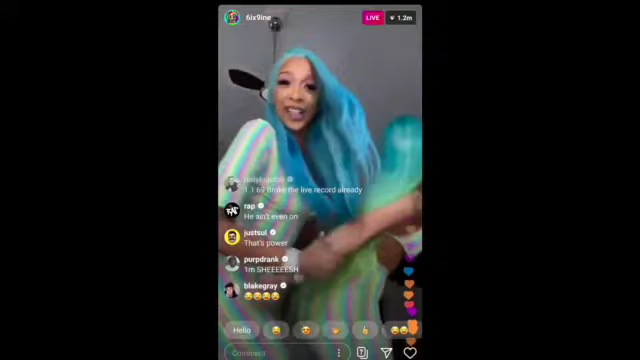 6ix9ine
LIVE
1.2m
1 1 69 Broke the live record already
rap
He ain't even on
justsul
That's power
purpdrank
1m SHEEEEESH
blakegray
😂😂😂😂
Hello
Comment